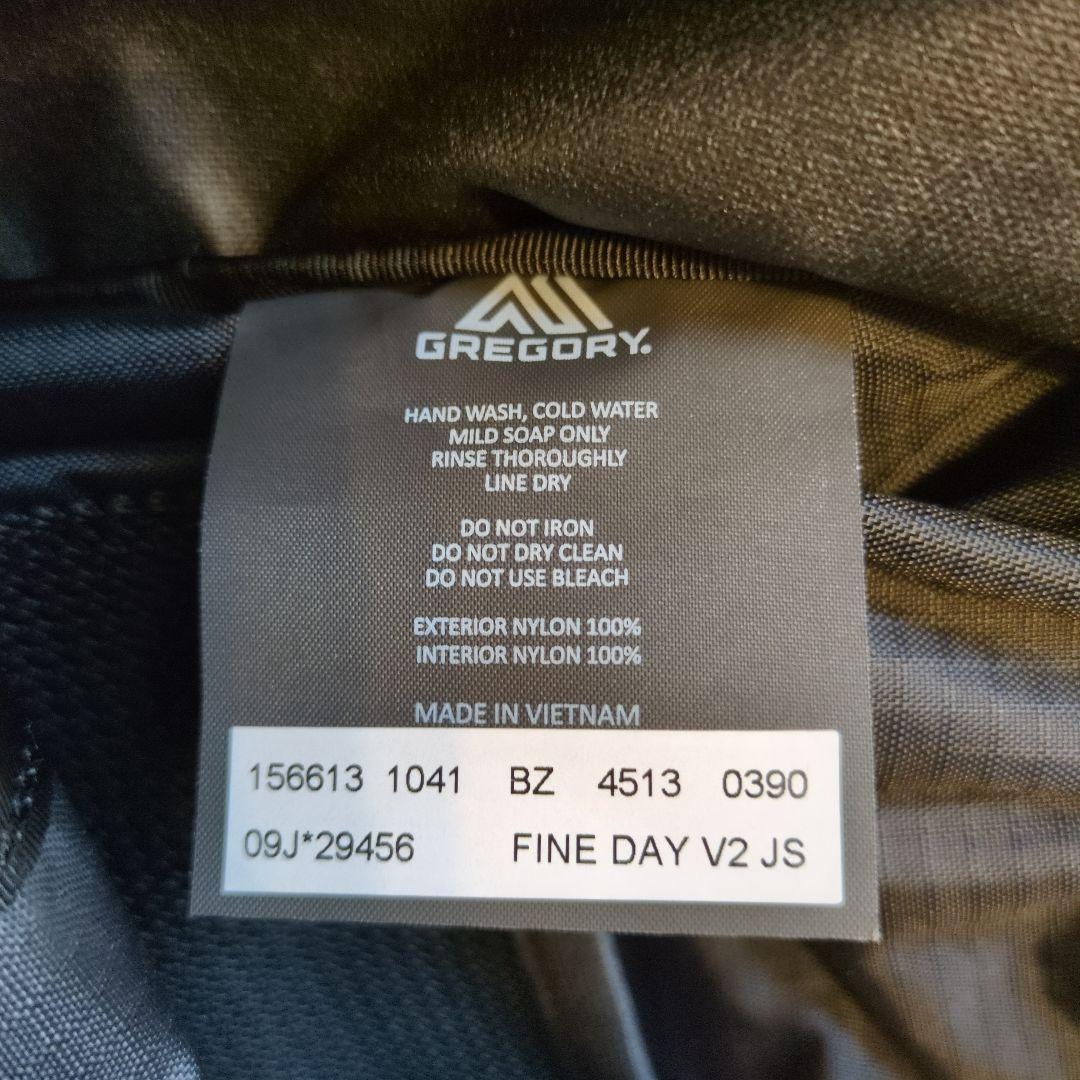 GREGORY.
HAND WASH, COLD WATER
MILD SOAP ONLY
RINSE THOROUGHLY
LINE DRY
DO NOT IRON
DO NOT DRY CLEAN
DO NOT USE BLEACH
EXTERIOR NYLON 100%
INTERIOR NYLON 100%
MADE IN VIETNAM
156613 1041 BZ 4513 0390
09J*29456 FINE DAY V2 JS